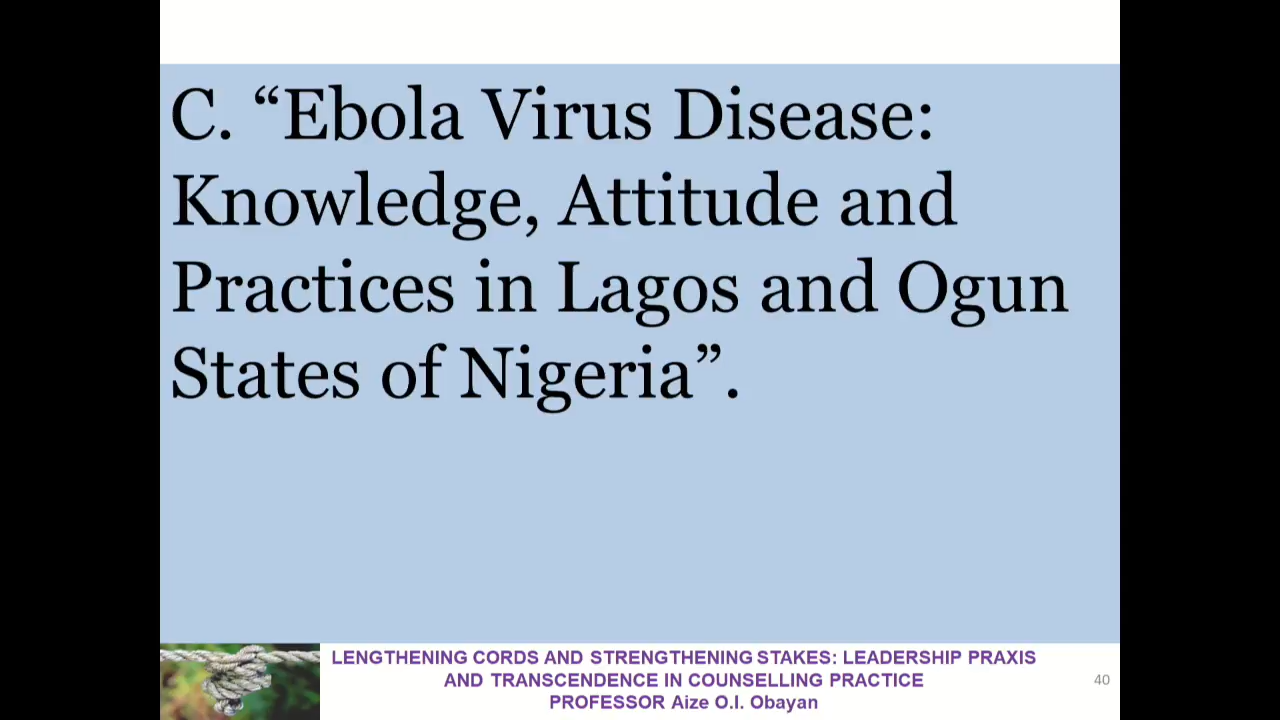 C. “Ebola Virus Disease:
Knowledge, Attitude and
Practices in Lagos and Ogun
States of Nigeria”.
LENGTHENING CORDS AND STRENGTHENING STAKES: LEADERSHIP PRAXIS
AND TRANSCENDENCE IN COUNSELLING PRACTICE
PROFESSOR Aize O.I. Obayan
40